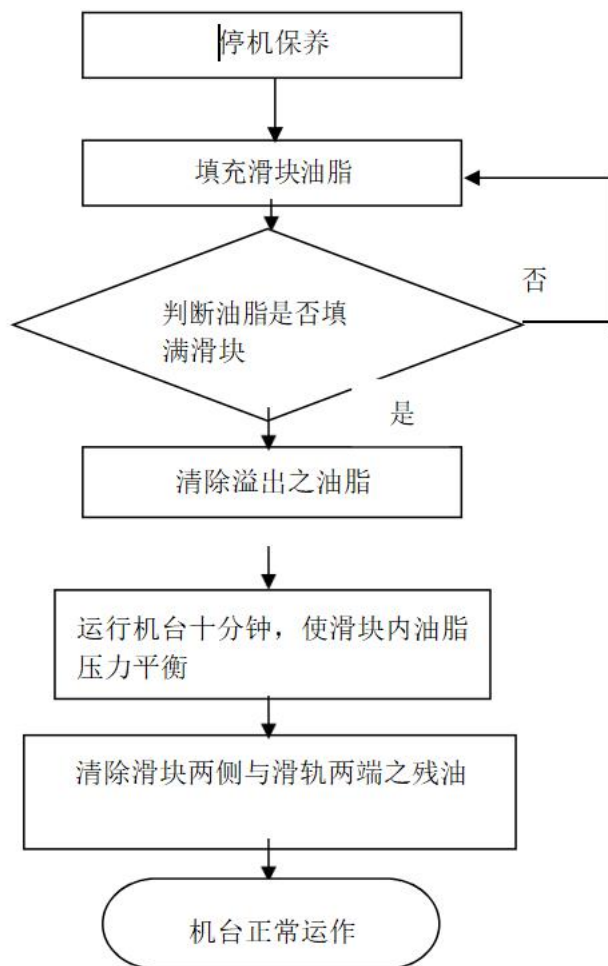 停机保养
填充滑块油脂
否
判断油脂是否填
满滑块
是
清除溢出之油脂
运行机台十分钟，使滑块内油脂
压力平衡
清除滑块两侧与滑轨两端之残油
机台正常运作